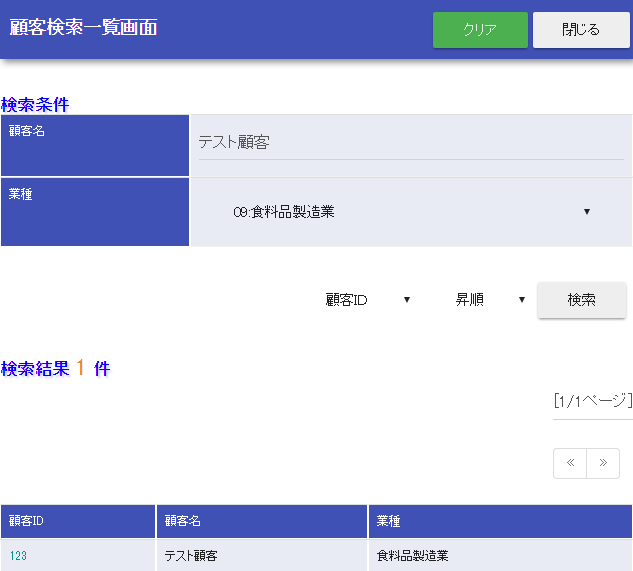 顧客検索一覧画面 クリア 閉じる
検索条件
顧客名 テスト顧客
業種 09:食料品製造業 ▼
顧客ID ▼ 昇順 ▼ 検索
検索結果 1 件
[1/1ページ]
« »
顧客ID 顧客名 業種
123 テスト顧客 食料品製造業